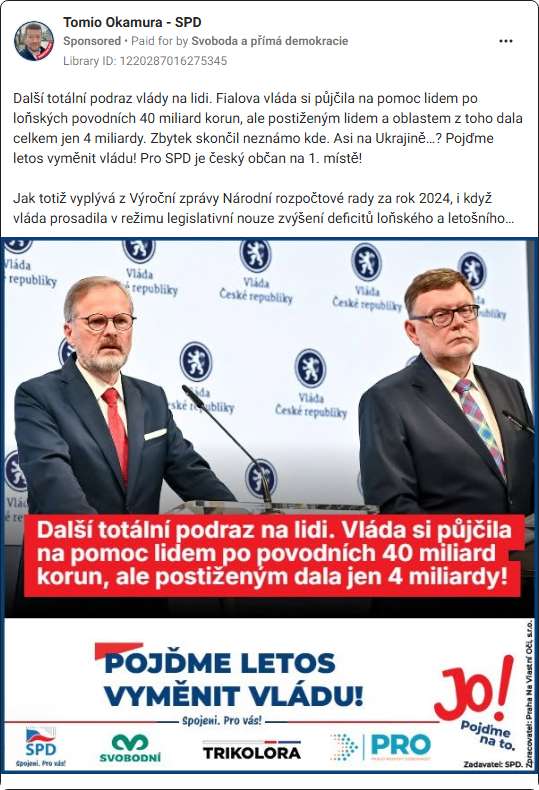 Tomio Okamura - SPD
Sponsored • Paid for by Svoboda a přímá demokracie
Library ID: 1220287016275345
Další totální podraz vlády na lidi. Fialova vláda si půjčila na pomoc lidem po
loňských povodních 40 miliard korun, ale postiženým lidem a oblastem z toho dala
celkem jen 4 miliardy. Zbytek skončil neznámo kde. Asi na Ukrajině…? Pojďme
letos vyměnit vládu! Pro SPD je český občan na 1. místě!
Jak totiž vyplývá z Výroční zprávy Národní rozpočtové rady za rok 2024, i když
vláda prosadila v režimu legislativní nouze zvýšení deficitů loňského a letošního…
Vláda
republiky
Vláda
České republiky
Vláda
České republiky
Vláda
České republiky
Vláda
republiky
Vláda
ské republiky
Vláda
České republiky
Další totální podraz na lidi. Vláda si půjčila
na pomoc lidem po povodních 40 miliard
korun, ale postiženým dala jen 4 miliardy!
POJĎME LETOS
VYMĚNIT VLÁDU!
Spojeni. Pro vás!
Jo!
Pojďme
na to.
SPD
Spojeni. Pro vás!
SVOBODNÍ
TRIKOLORA
PRO
Zadavatel: SPD.
Zpracovatel: Praha Na Vlastní Oči, s.r.o.